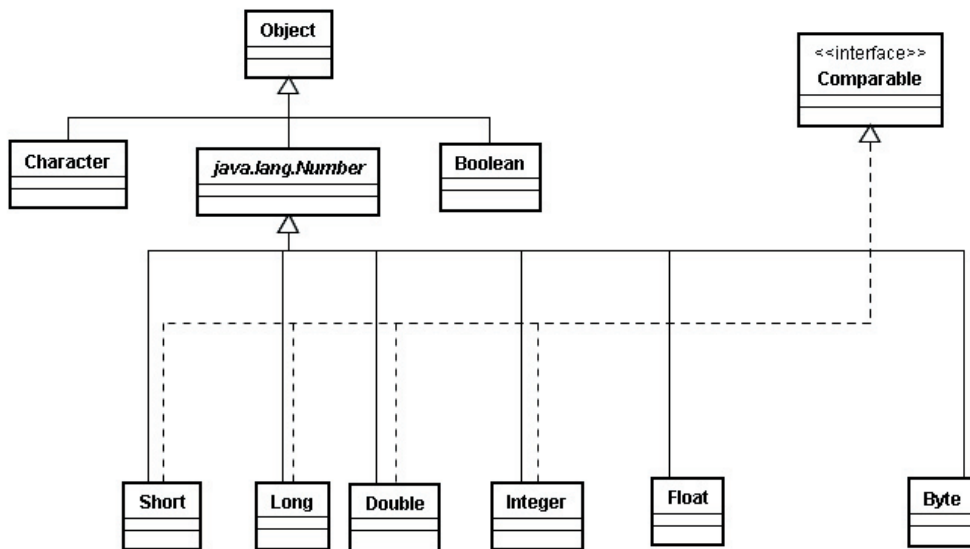 Object
<<interface>>
Comparable
Character
java.lang.Number
Boolean
Short
Long
Double
Integer
Float
Byte